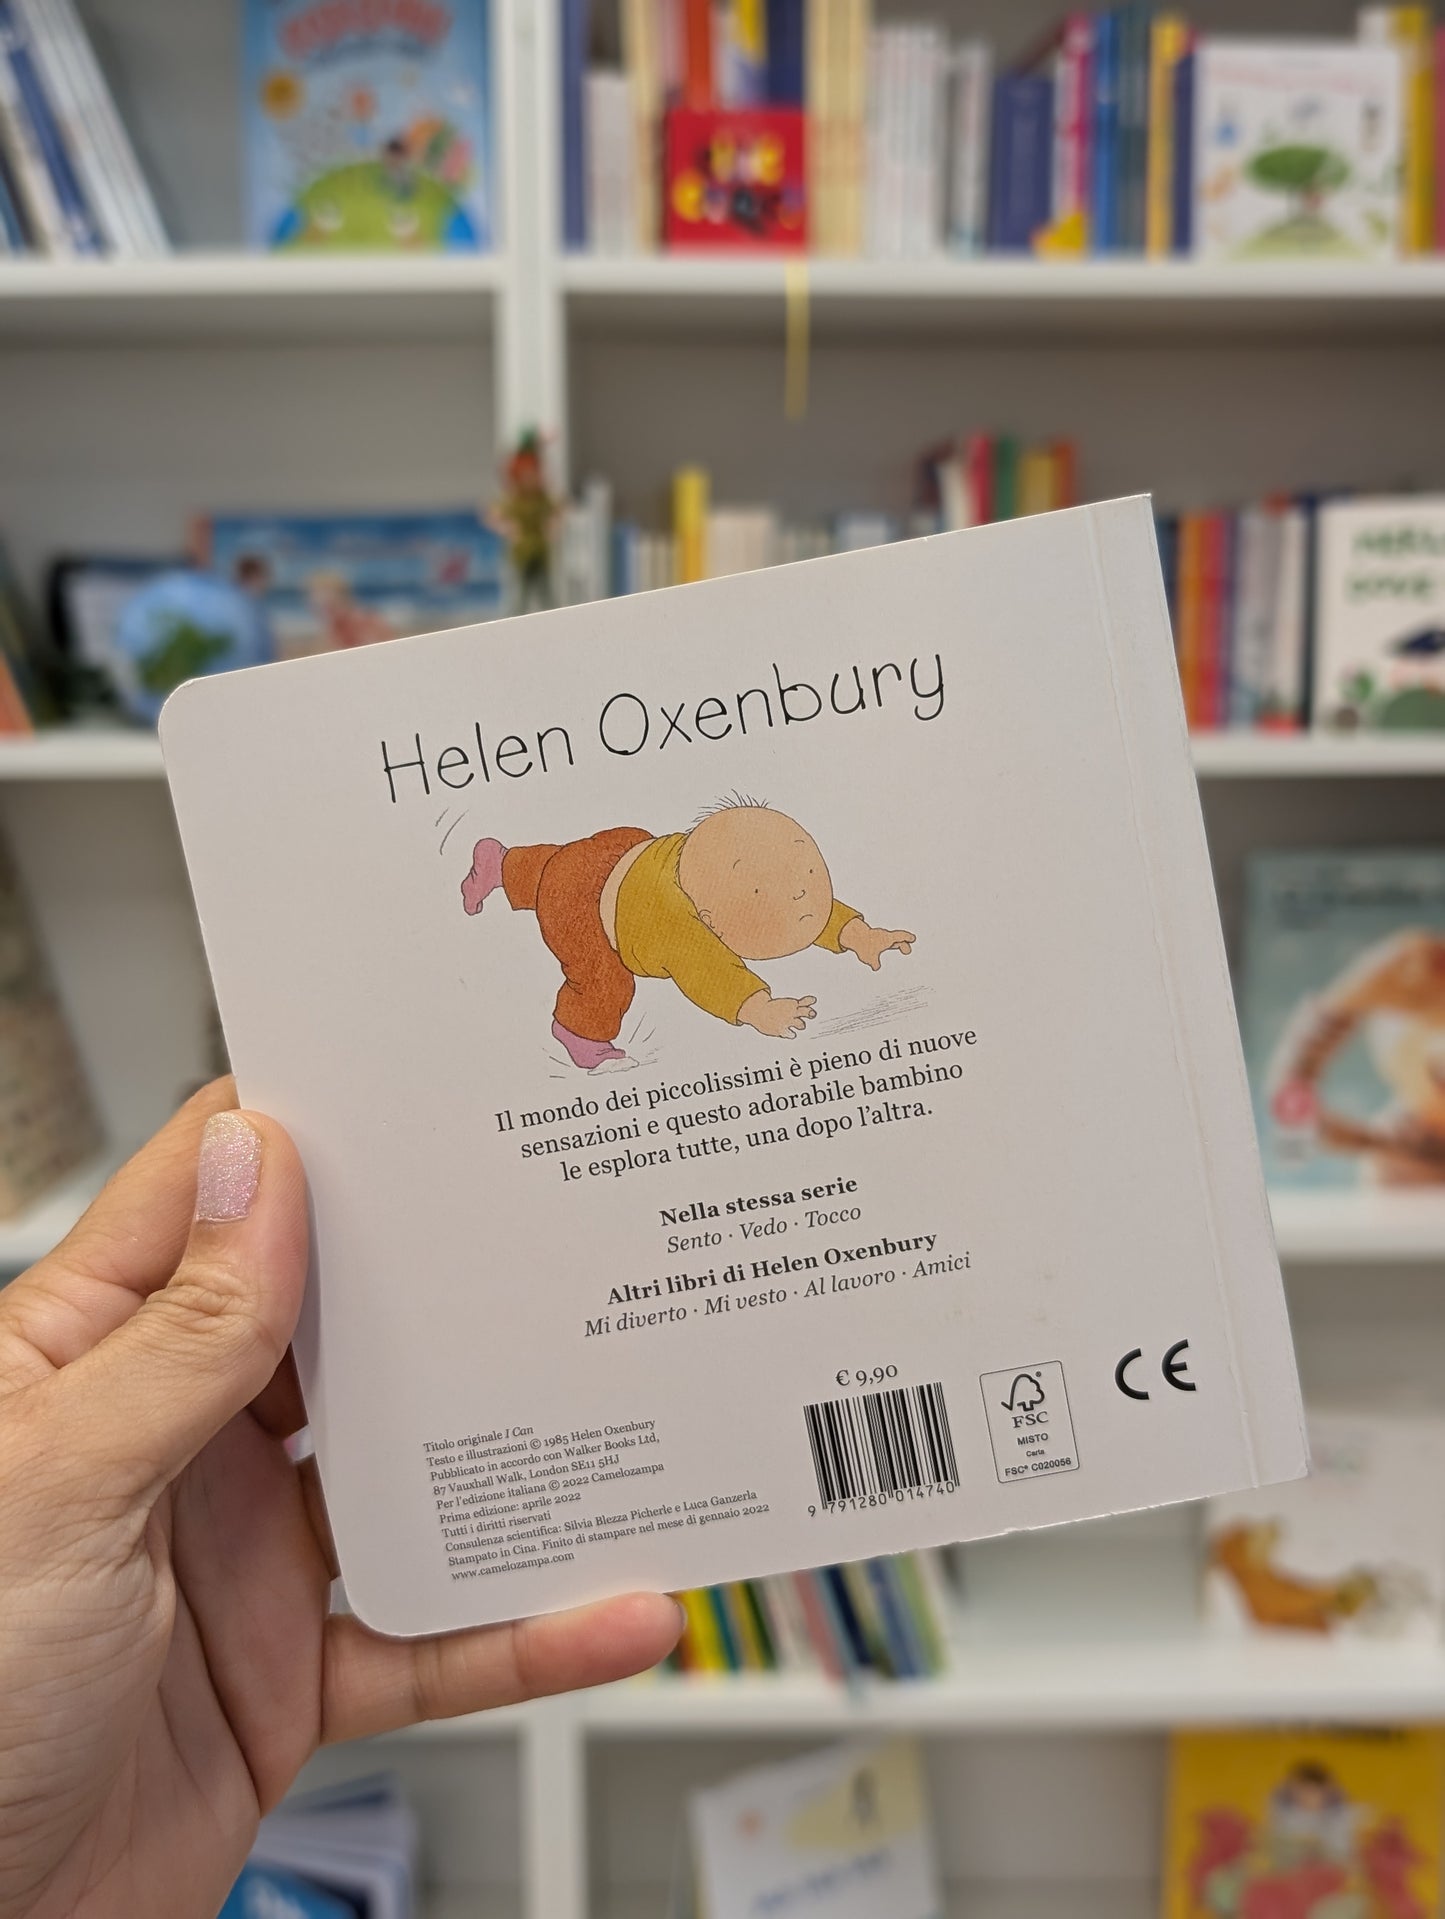 Helen Oxenbury
Il mondo dei piccolissimi è pieno di nuove
sensazioni e questo adorabile bambino
le esplora tutte, una dopo l'altra.
Nella stessa serie
Sento · Vedo · Tocco
Altri libri di Helen Oxenbury
Mi diverto · Mi vesto · Al lavoro · Amici
€ 9,90
9 791280 014740
FSC
MISTO
Carta
FSC® C020056
CE
Titolo originale I Can
Testo e illustrazioni © 1985 Helen Oxenbury
Pubblicato in accordo con Walker Books Ltd,
87 Vauxhall Walk, London SE11 5HJ
Per l'edizione italiana © 2022 Camelozampa
Prima edizione: aprile 2022
Tutti i diritti riservati
Consulenza scientifica: Silvia Blezza Picherle e Luca Ganzerla
Stampato in Cina. Finito di stampare nel mese di gennaio 2022
www.camelozampa.com